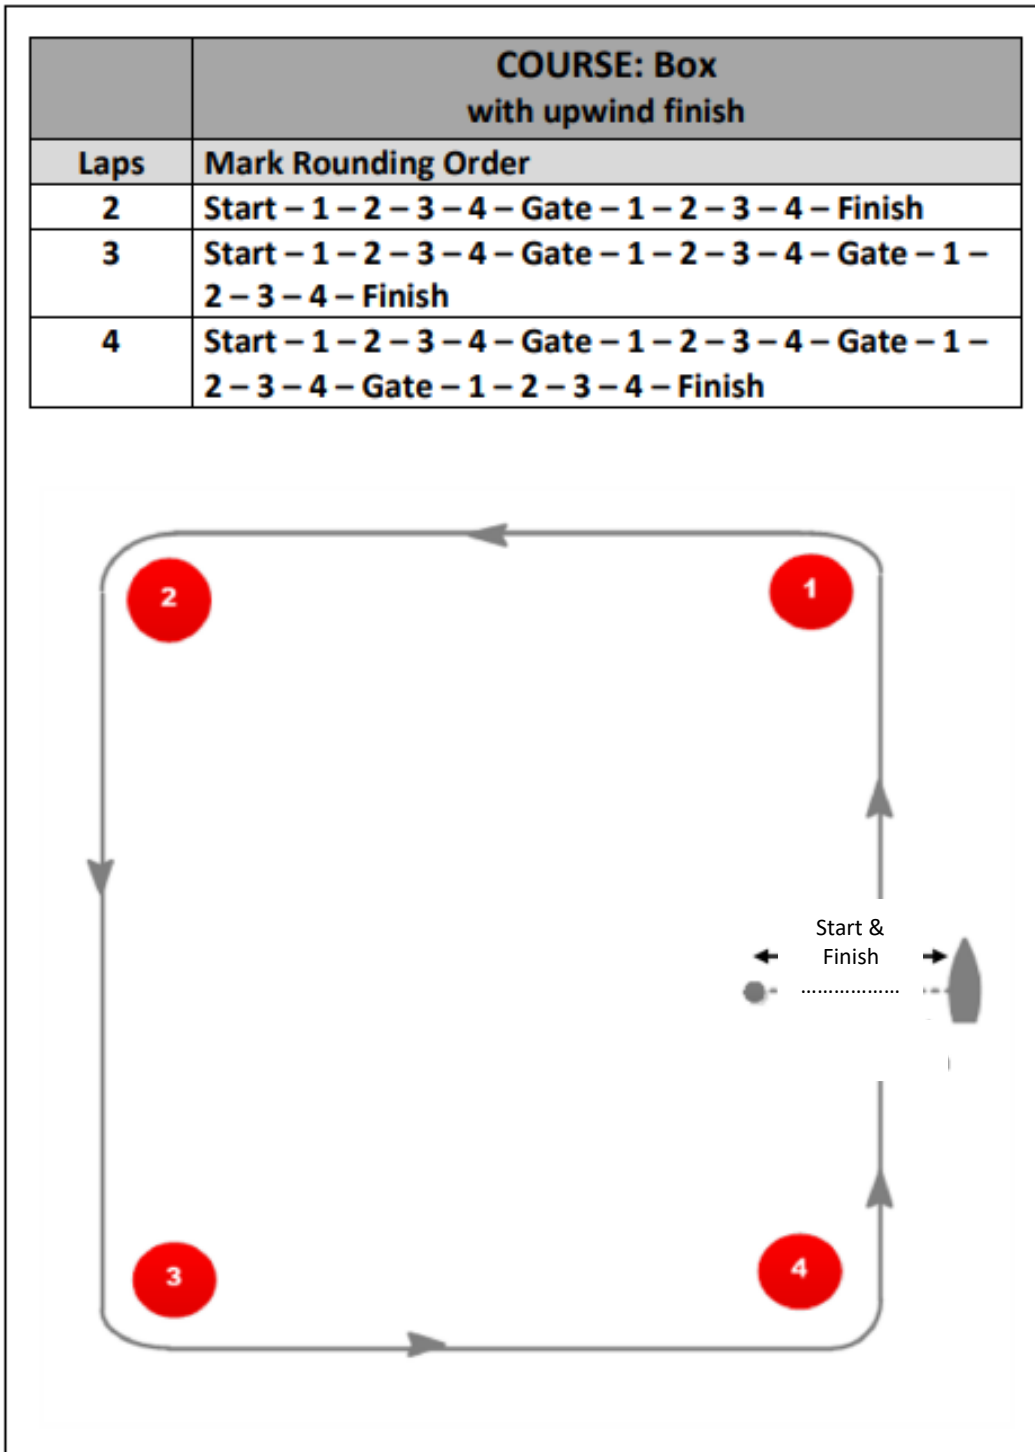 COURSE: Box
with upwind finish
Laps Mark Rounding Order
2 Start – 1 – 2 – 3 – 4 – Gate – 1 – 2 – 3 – 4 – Finish
3 Start – 1 – 2 – 3 – 4 – Gate – 1 – 2 – 3 – 4 – Gate – 1 –
2 – 3 – 4 – Finish
4 Start – 1 – 2 – 3 – 4 – Gate – 1 – 2 – 3 – 4 – Gate – 1 –
2 – 3 – 4 – Gate – 1 – 2 – 3 – 4 – Finish
2
1
Start &
Finish
………………
3
4